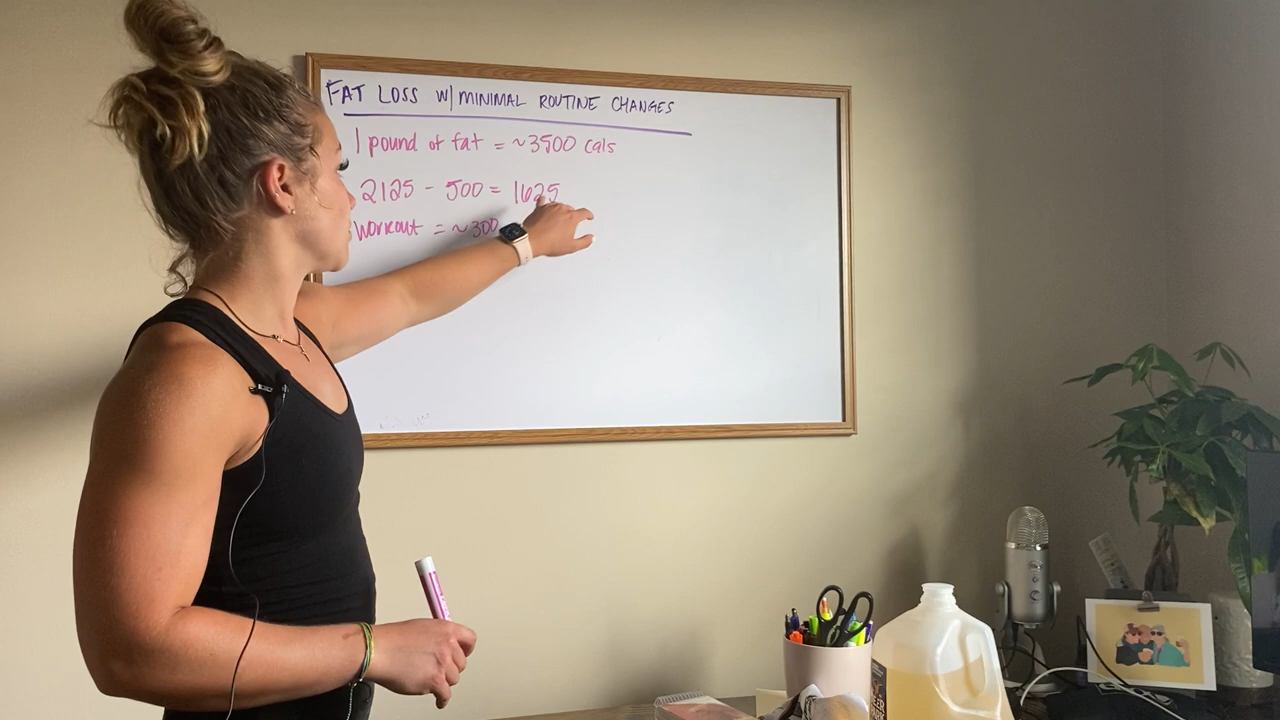 FAT LOSS W/ MINIMAL ROUTINE CHANGES
1 pound of fat = ~3500 cals
2125 - 500 = 1625
Workout = ~300